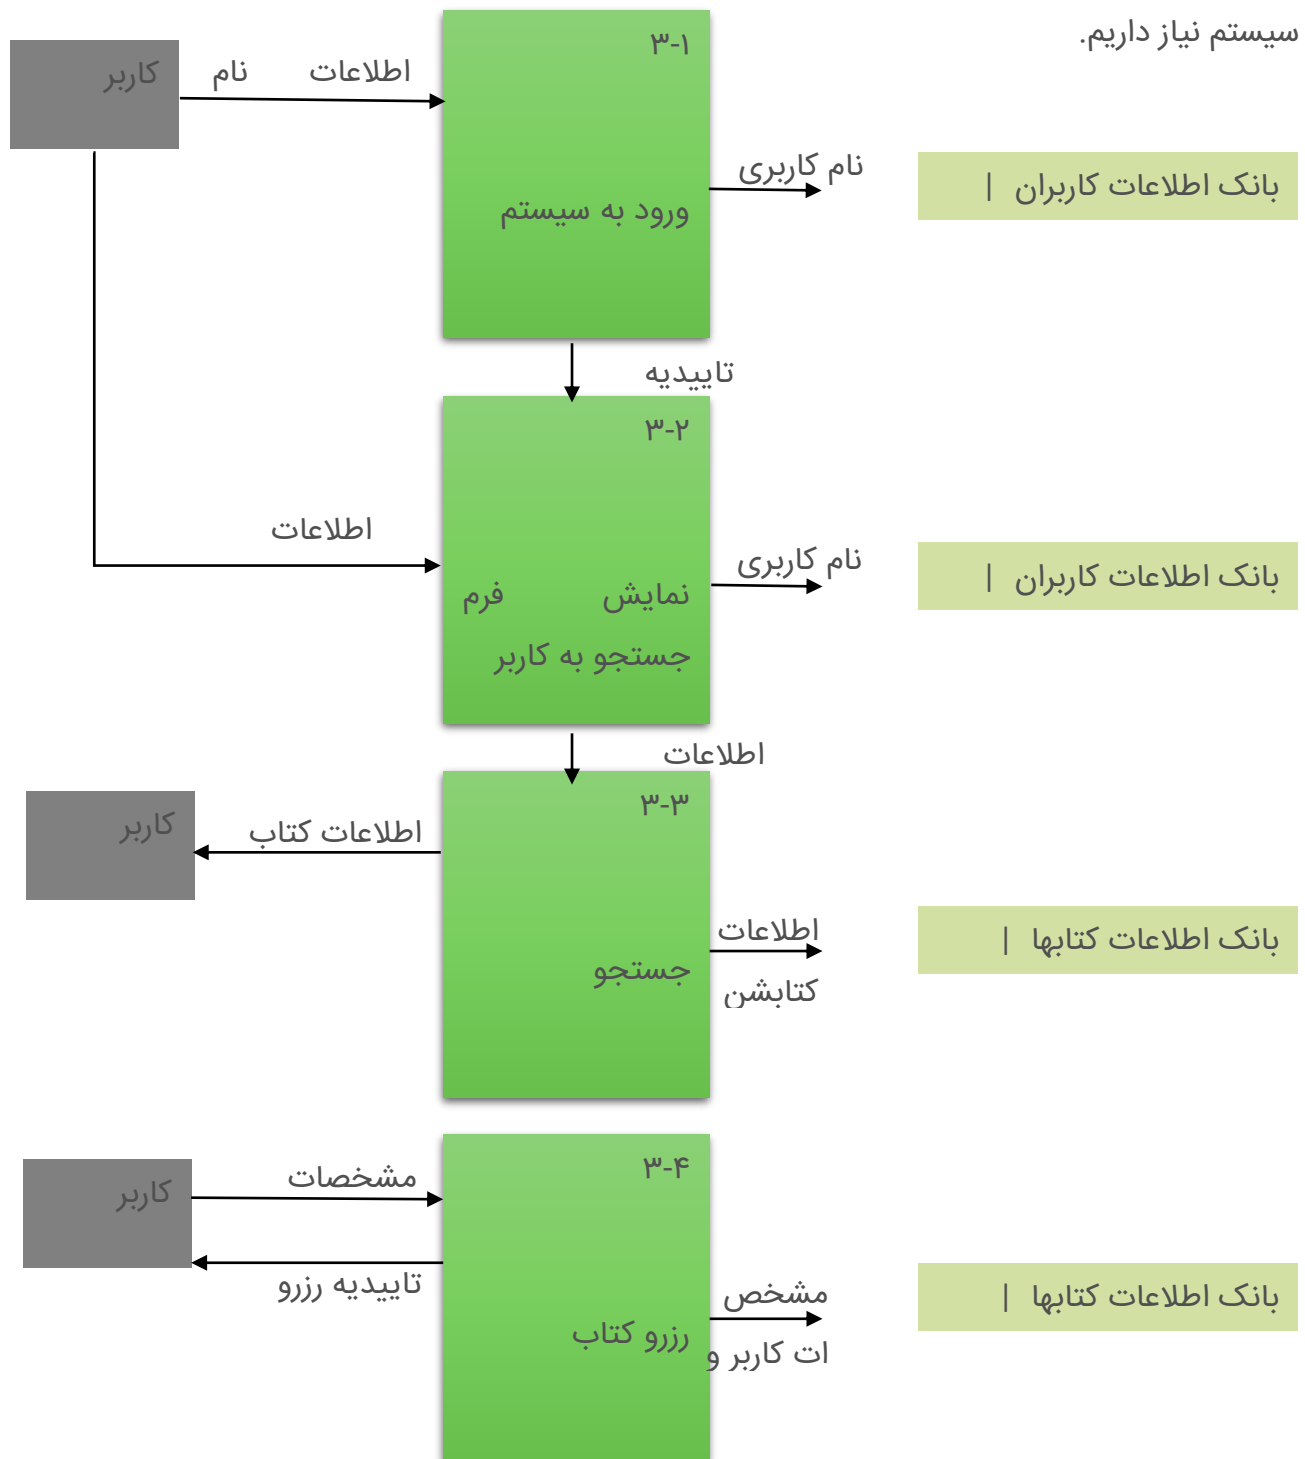 سیستم نیاز داریم.
۳-۱
کاربر
اطلاعات نام
نام کاربری
بانک اطلاعات کاربران |
ورود به سیستم
تاییدیه
۳-۲
اطلاعات
نام کاربری
بانک اطلاعات کاربران |
نمایش فرم
جستجو به کاربر
اطلاعات
۳-۳
کاربر
اطلاعات کتاب
اطلاعات
کتابشن
بانک اطلاعات کتابها |
جستجو
۳-۴
کاربر
مشخصات
تاییدیه رزرو
مشخص
ات کاربر و
بانک اطلاعات کتابها |
رزرو کتاب